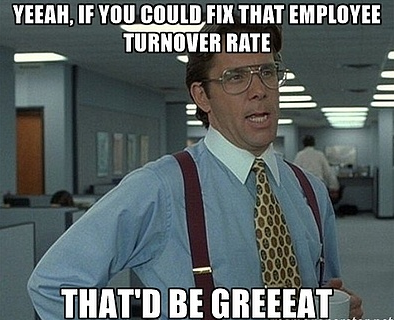 YEEAH, IF YOU COULD FIX THAT EMPLOYEE
TURNOVER RATE
THAT'D BE GREEEAT